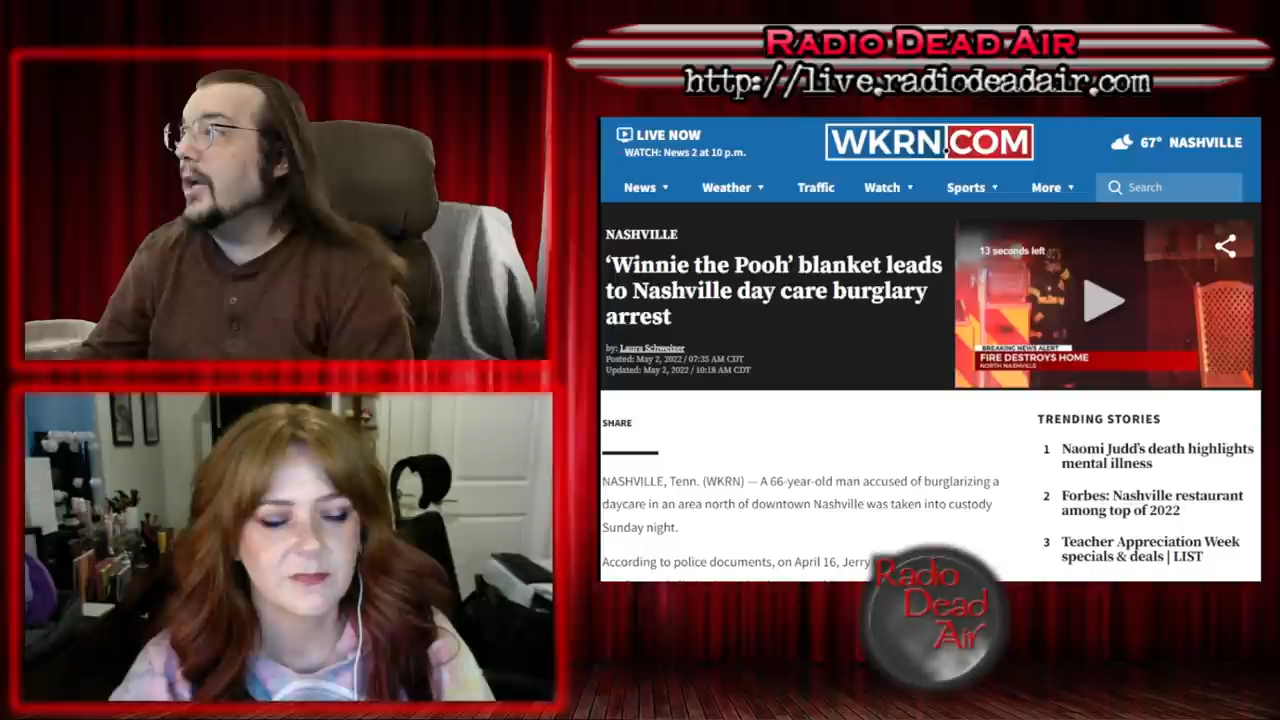 Radio Dead Air
http://live.radiodeadair.com
LIVE NOW
WATCH: News 2 at 10 p.m.
WKRN.COM
67° NASHVILLE
News
Weather
Traffic
Watch
Sports
More
Search
NASHVILLE
‘Winnie the Pooh’ blanket leads
to Nashville day care burglary
arrest
by: Laura Schweizer
Posted: May 2, 2022 / 07:35 AM CDT
Updated: May 2, 2022 / 10:18 AM CDT
13 seconds left
BREAKING NEWS ALERT
FIRE DESTROYS HOME
NORTH NASHVILLE
SHARE
NASHVILLE, Tenn. (WKRN) — A 66-year-old man accused of burglarizing a
daycare in an area north of downtown Nashville was taken into custody
Sunday night.
According to police documents, on April 16, Jerry
TRENDING STORIES
1 Naomi Judd's death highlights
mental illness
2 Forbes: Nashville restaurant
among top of 2022
3 Teacher Appreciation Week
specials & deals | LIST
Radio
Dead
Air